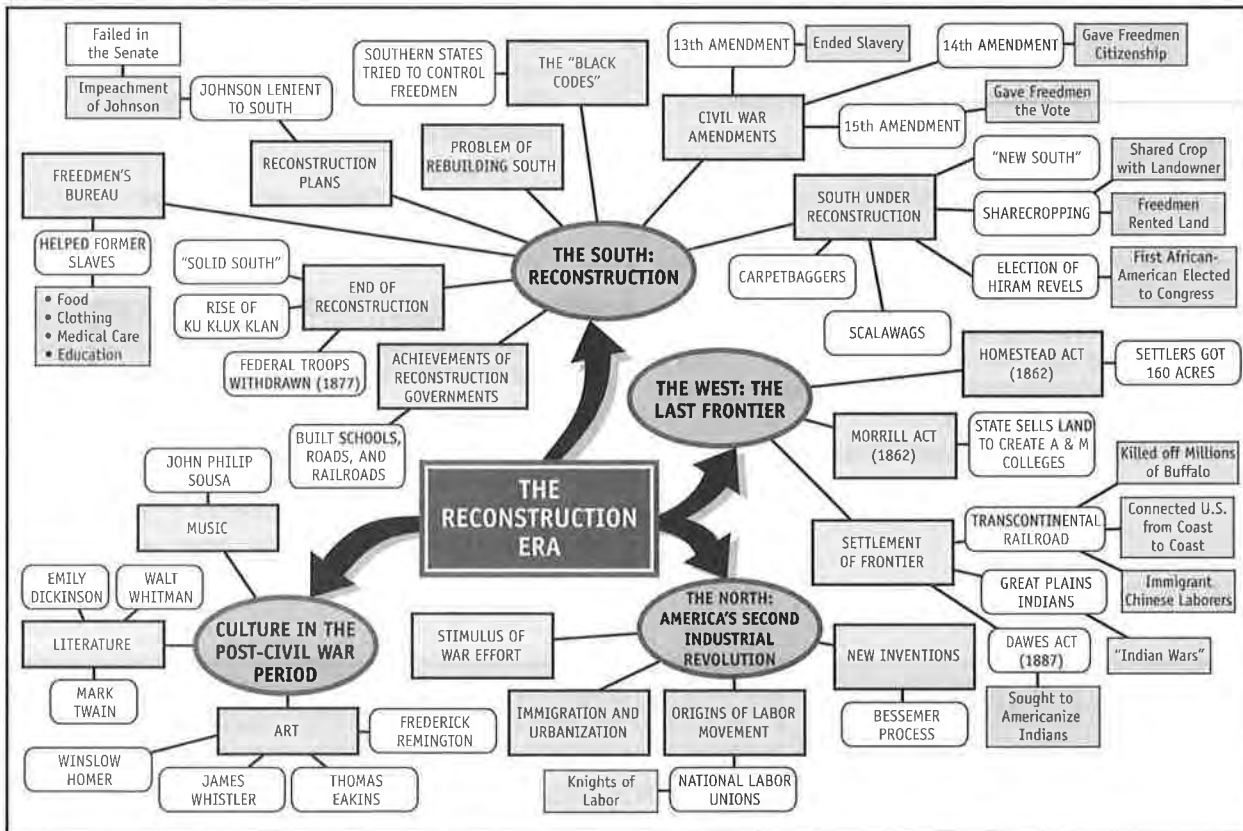 Failed in
the Senate
Impeachment
of Johnson
JOHNSON LENIENT
TO SOUTH
RECONSTRUCTION
PLANS
SOUTHERN STATES
TRIED TO CONTROL
FREEDMEN
THE "BLACK
CODES"
PROBLEM OF
REBUILDING SOUTH
13th AMENDMENT
Ended Slavery
14th AMENDMENT
Gave Freedmen
Citizenship
CIVIL WAR
AMENDMENTS
15th AMENDMENT
Gave Freedmen
the Vote
FREEDMEN'S
BUREAU
HELPED FORMER
SLAVES
• Food
• Clothing
• Medical Care
• Education
"SOLID SOUTH"
RISE OF
KU KLUX KLAN
FEDERAL TROOPS
WITHDRAWN (1877)
END OF
RECONSTRUCTION
THE SOUTH:
RECONSTRUCTION
ACHIEVEMENTS OF
RECONSTRUCTION
GOVERNMENTS
BUILT SCHOOLS,
ROADS, AND
RAILROADS
SOUTH UNDER
RECONSTRUCTION
"NEW SOUTH"
SHARECROPPING
Shared Crop
with Landowner
Freedmen
Rented Land
ELECTION OF
HIRAM REVELS
First African-
American Elected
to Congress
CARPETBAGGERS
SCALAWAGS
THE WEST: THE
LAST FRONTIER
HOMESTEAD ACT
(1862)
SETTLERS GOT
160 ACRES
MORRILL ACT
(1862)
STATE SELLS LAND
TO CREATE A & M
COLLEGES
SETTLEMENT
OF FRONTIER
TRANSCONTINENTAL
RAILROAD
Killed off Millions
of Buffalo
Connected U.S.
from Coast
to Coast
Immigrant
Chinese Laborers
GREAT PLAINS
INDIANS
"Indian Wars"
DAWES ACT
(1887)
Sought to
Americanize
Indians
THE
RECONSTRUCTION
ERA
JOHN PHILIP
SOUSA
MUSIC
EMILY
DICKINSON
WALT
WHITMAN
LITERATURE
MARK
TWAIN
CULTURE IN THE
POST-CIVIL WAR
PERIOD
ART
WINSLOW
HOMER
JAMES
WHISTLER
THOMAS
EAKINS
FREDERICK
REMINGTON
THE NORTH:
AMERICA'S SECOND
INDUSTRIAL
REVOLUTION
STIMULUS OF
WAR EFFORT
IMMIGRATION AND
URBANIZATION
ORIGINS OF LABOR
MOVEMENT
Knights of
Labor
NATIONAL LABOR
UNIONS
NEW INVENTIONS
BESSEMER
PROCESS